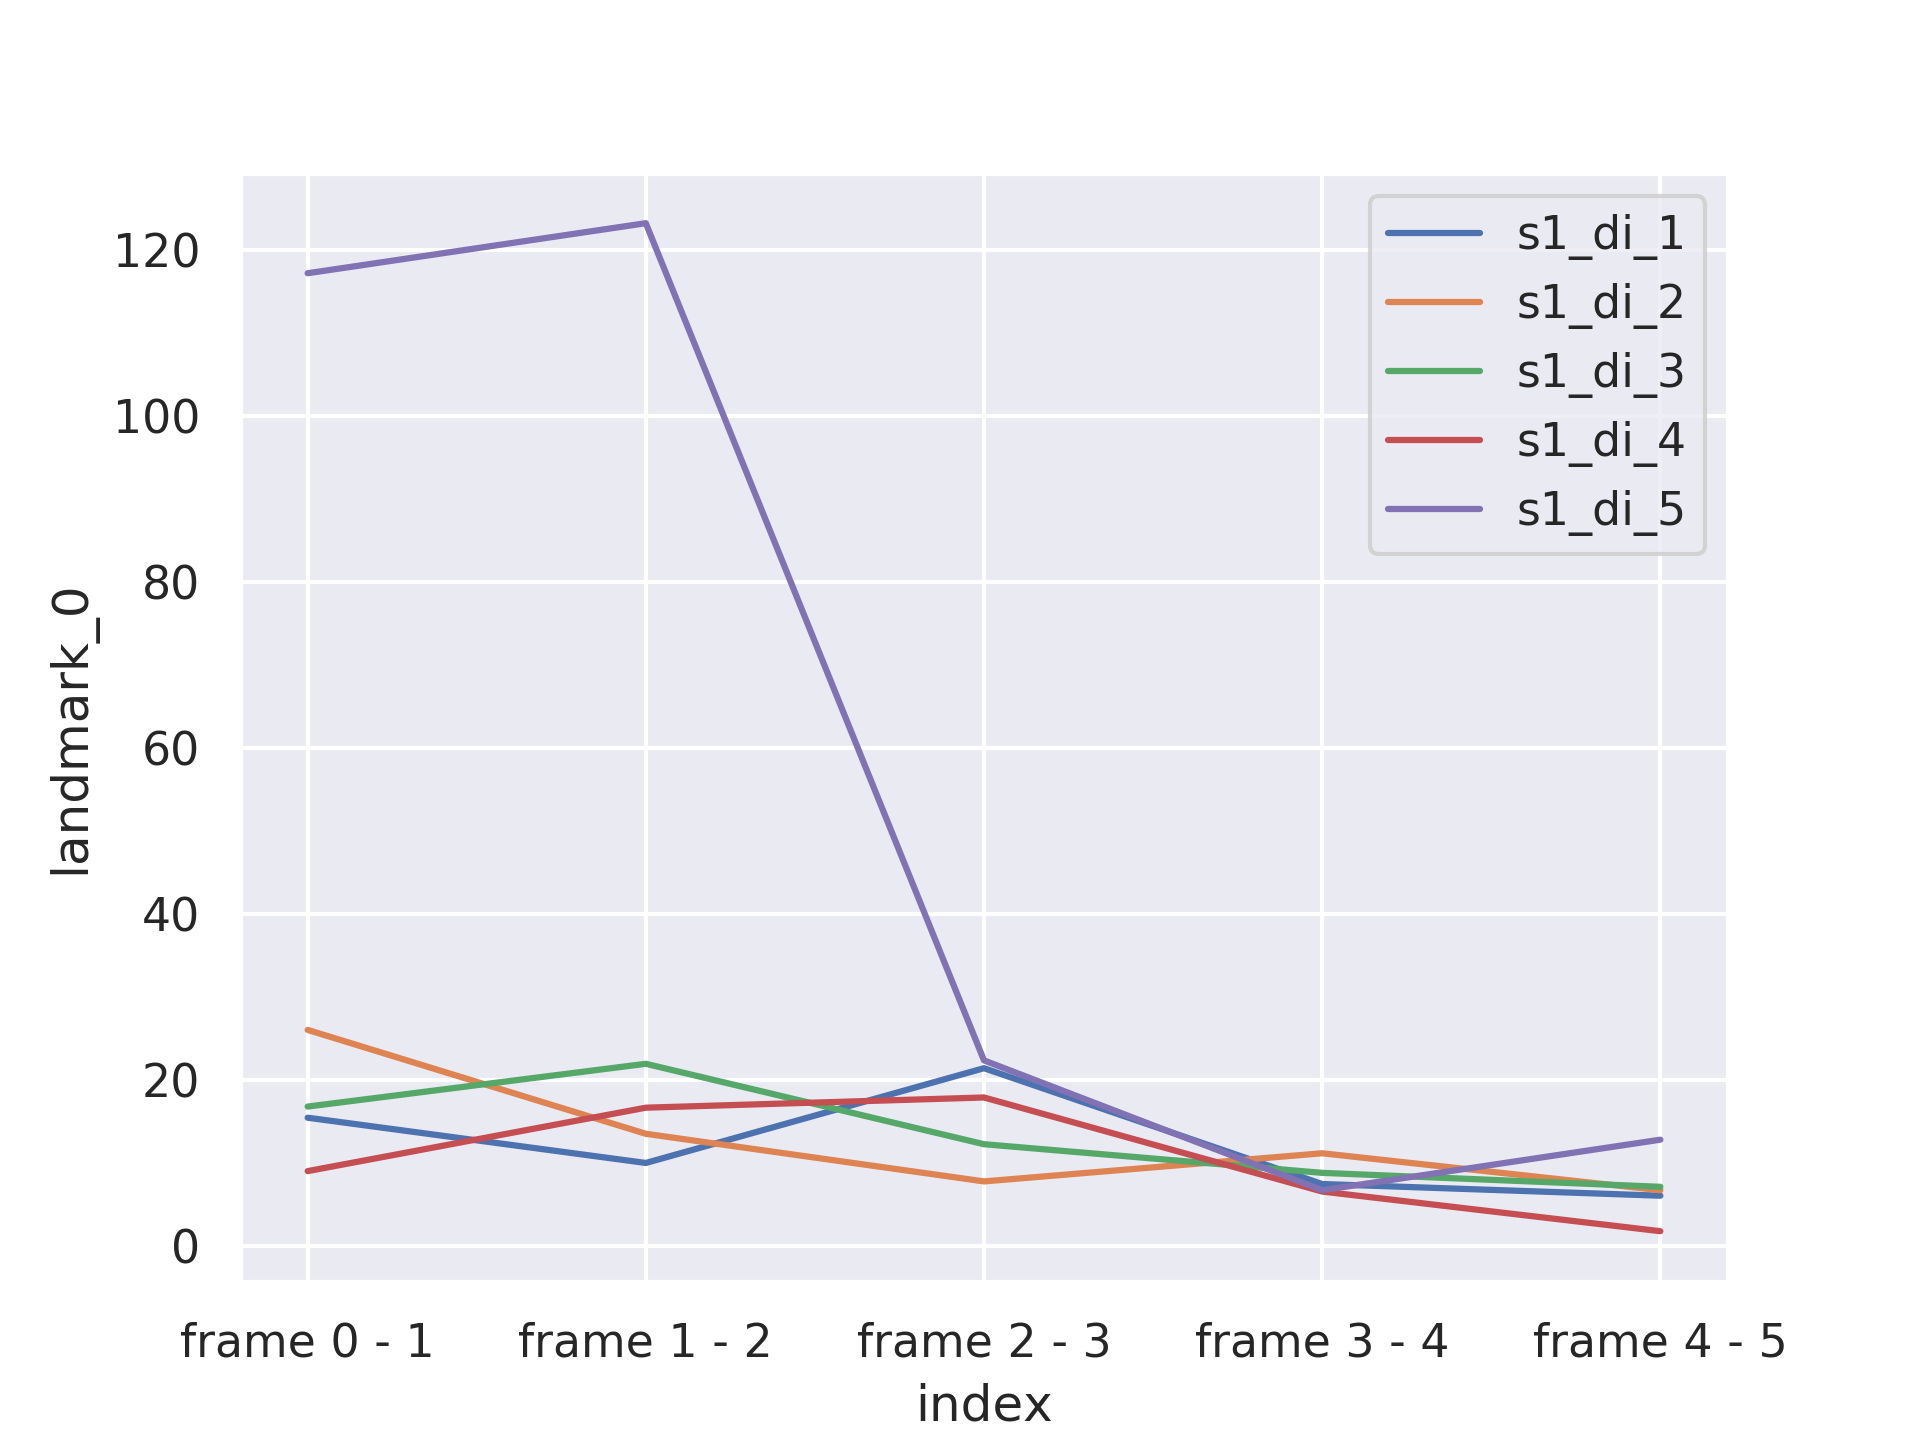 s1_di_1
s1_di_2
s1_di_3
s1_di_4
s1_di_5
120
100
80
60
40
20
0
landmark_0
frame 0 - 1 frame 1 - 2 frame 2 - 3 frame 3 - 4 frame 4 - 5
index